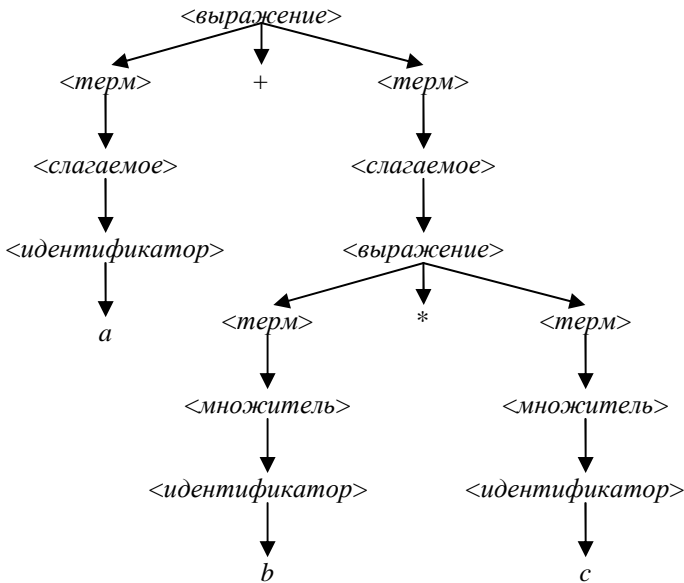 <выражение>
<терм> + <терм>
<слагаемое> <слагаемое>
<идентификатор> <выражение>
a <терм> * <терм>
<множитель> <множитель>
<идентификатор> <идентификатор>
b c